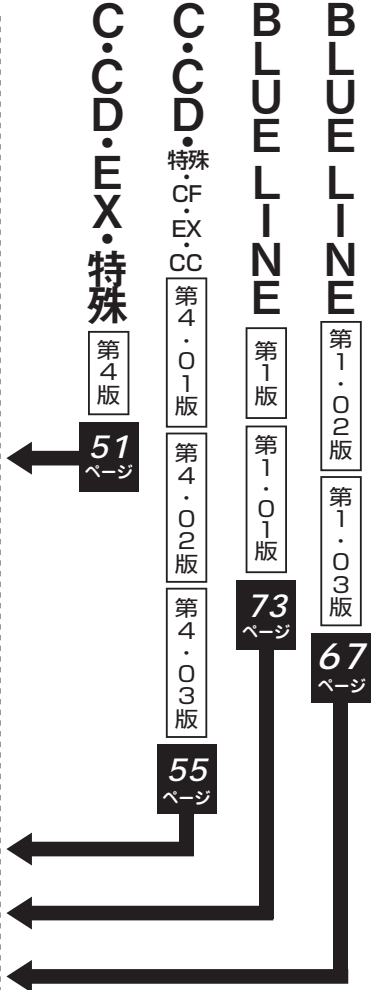 BLUE LINE
第1・02版
第1・03版
67
ページ
BLUE LINE
第1版
第1・01版
73
ページ
C・CD・特殊・CF・EX・CC
第4・01版
第4・02版
第4・03版
55
ページ
C・CD・EX・特殊
第4版
51
ページ